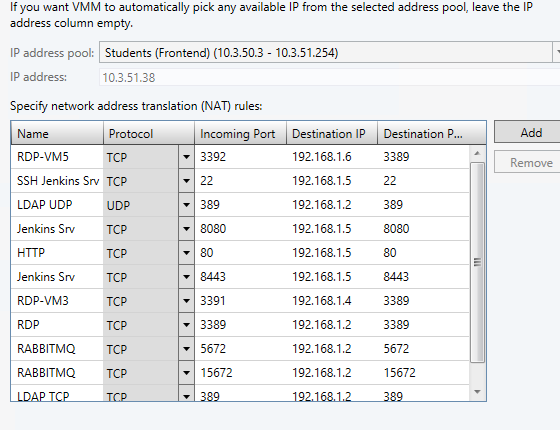 If you want VMM to automatically pick any available IP from the selected address pool, leave the IP
address column empty.
IP address pool: Students (Frontend) (10.3.50.3 - 10.3.51.254)
IP address: 10.3.51.38
Specify network address translation (NAT) rules:
Name Protocol Incoming Port Destination IP Destination P... Add
RDP-VM5 TCP 3392 192.168.1.6 3389 Remove
SSH Jenkins Srv TCP 22 192.168.1.5 22
LDAP UDP UDP 389 192.168.1.2 389
Jenkins Srv TCP 8080 192.168.1.5 8080
HTTP TCP 80 192.168.1.5 80
Jenkins Srv TCP 8443 192.168.1.5 8443
RDP-VM3 TCP 3391 192.168.1.4 3389
RDP TCP 3389 192.168.1.2 3389
RABBITMQ TCP 5672 192.168.1.2 5672
RABBITMQ TCP 15672 192.168.1.2 15672
LDAP TCP TCP 389 192.168.1.2 389